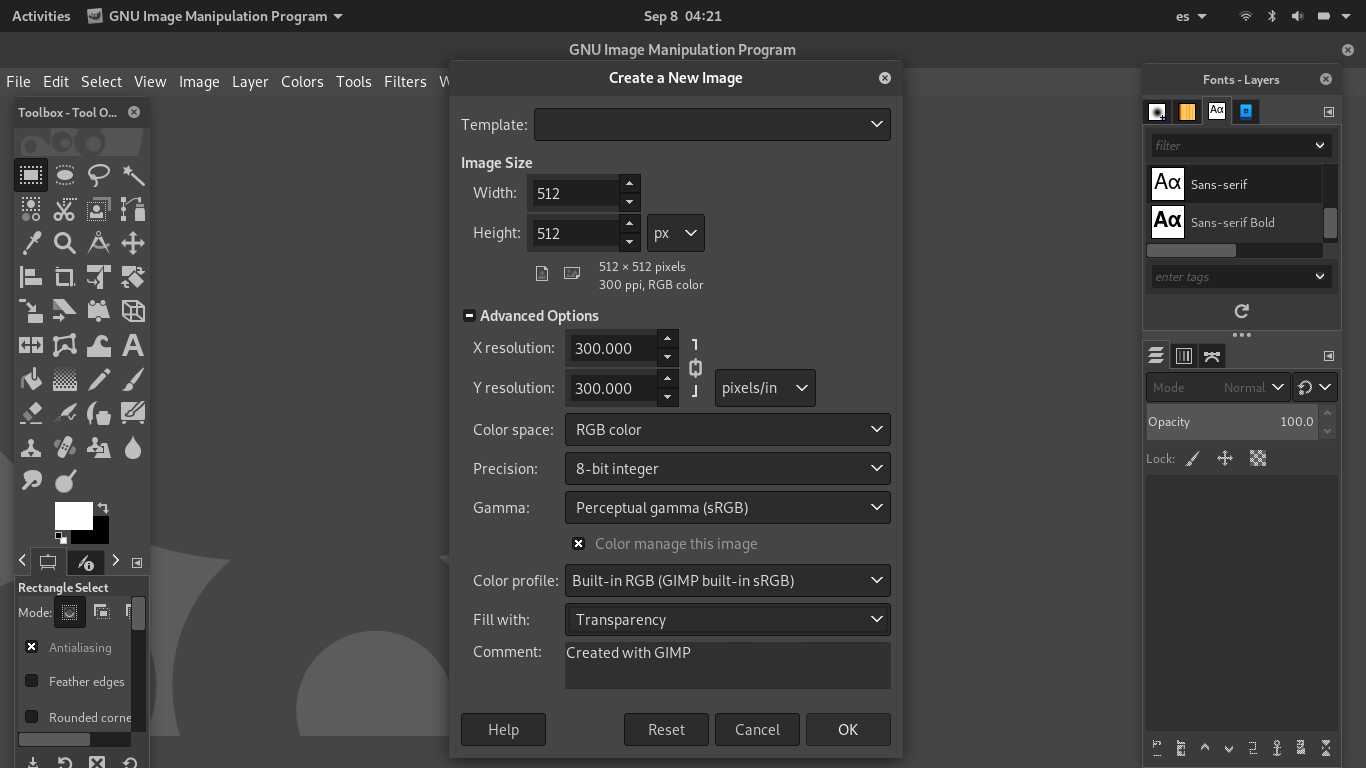 Activities GNU Image Manipulation Program Sep 8 04:21 es
GNU Image Manipulation Program
File Edit Select View Image Layer Colors Tools Filters W
Create a New Image
Fonts - Layers
Toolbox - Tool O...
Template:
Image Size
Width: 512
Height: 512 px
512 × 512 pixels
300 ppi, RGB color
Advanced Options
X resolution: 300.000
Y resolution: 300.000 pixels/in
Color space: RGB color
Precision: 8-bit integer
Gamma: Perceptual gamma (sRGB)
Color manage this image
Color profile: Built-in RGB (GIMP built-in sRGB)
Fill with: Transparency
Comment: Created with GIMP
Help Reset Cancel OK
Rectangle Select
Mode:
Antialiasing
Feather edges
Rounded corne
Aα
filter
Aα Sans-serif
Aα Sans-serif Bold
enter tags
Mode Normal
Opacity 100.0
Lock: